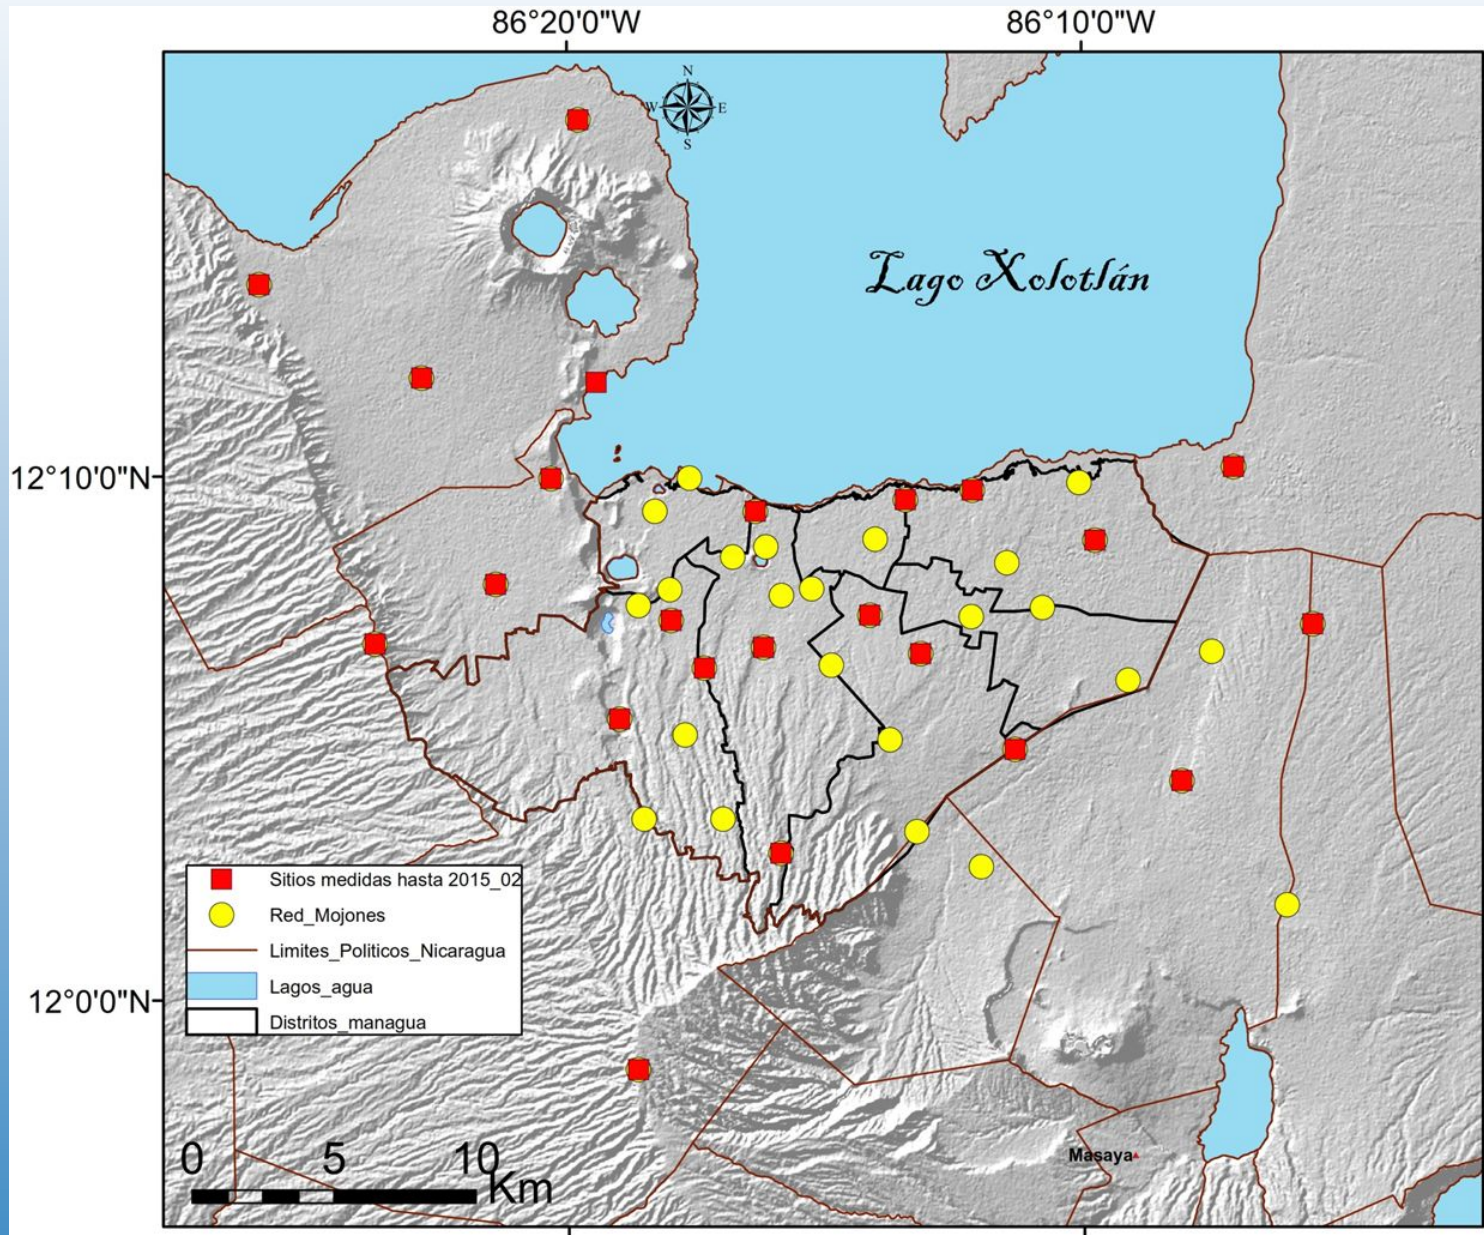 86°20'0"W 86°10'0"W
N
W E
S
Lago Xolotlán
12°10'0"N
Sitios medidas hasta 2015_02
Red_Mojones
Limites_Politicos_Nicaragua
Lagos_agua
12°0'0"N
Distritos_managua
Masaya
0 5 10
Km